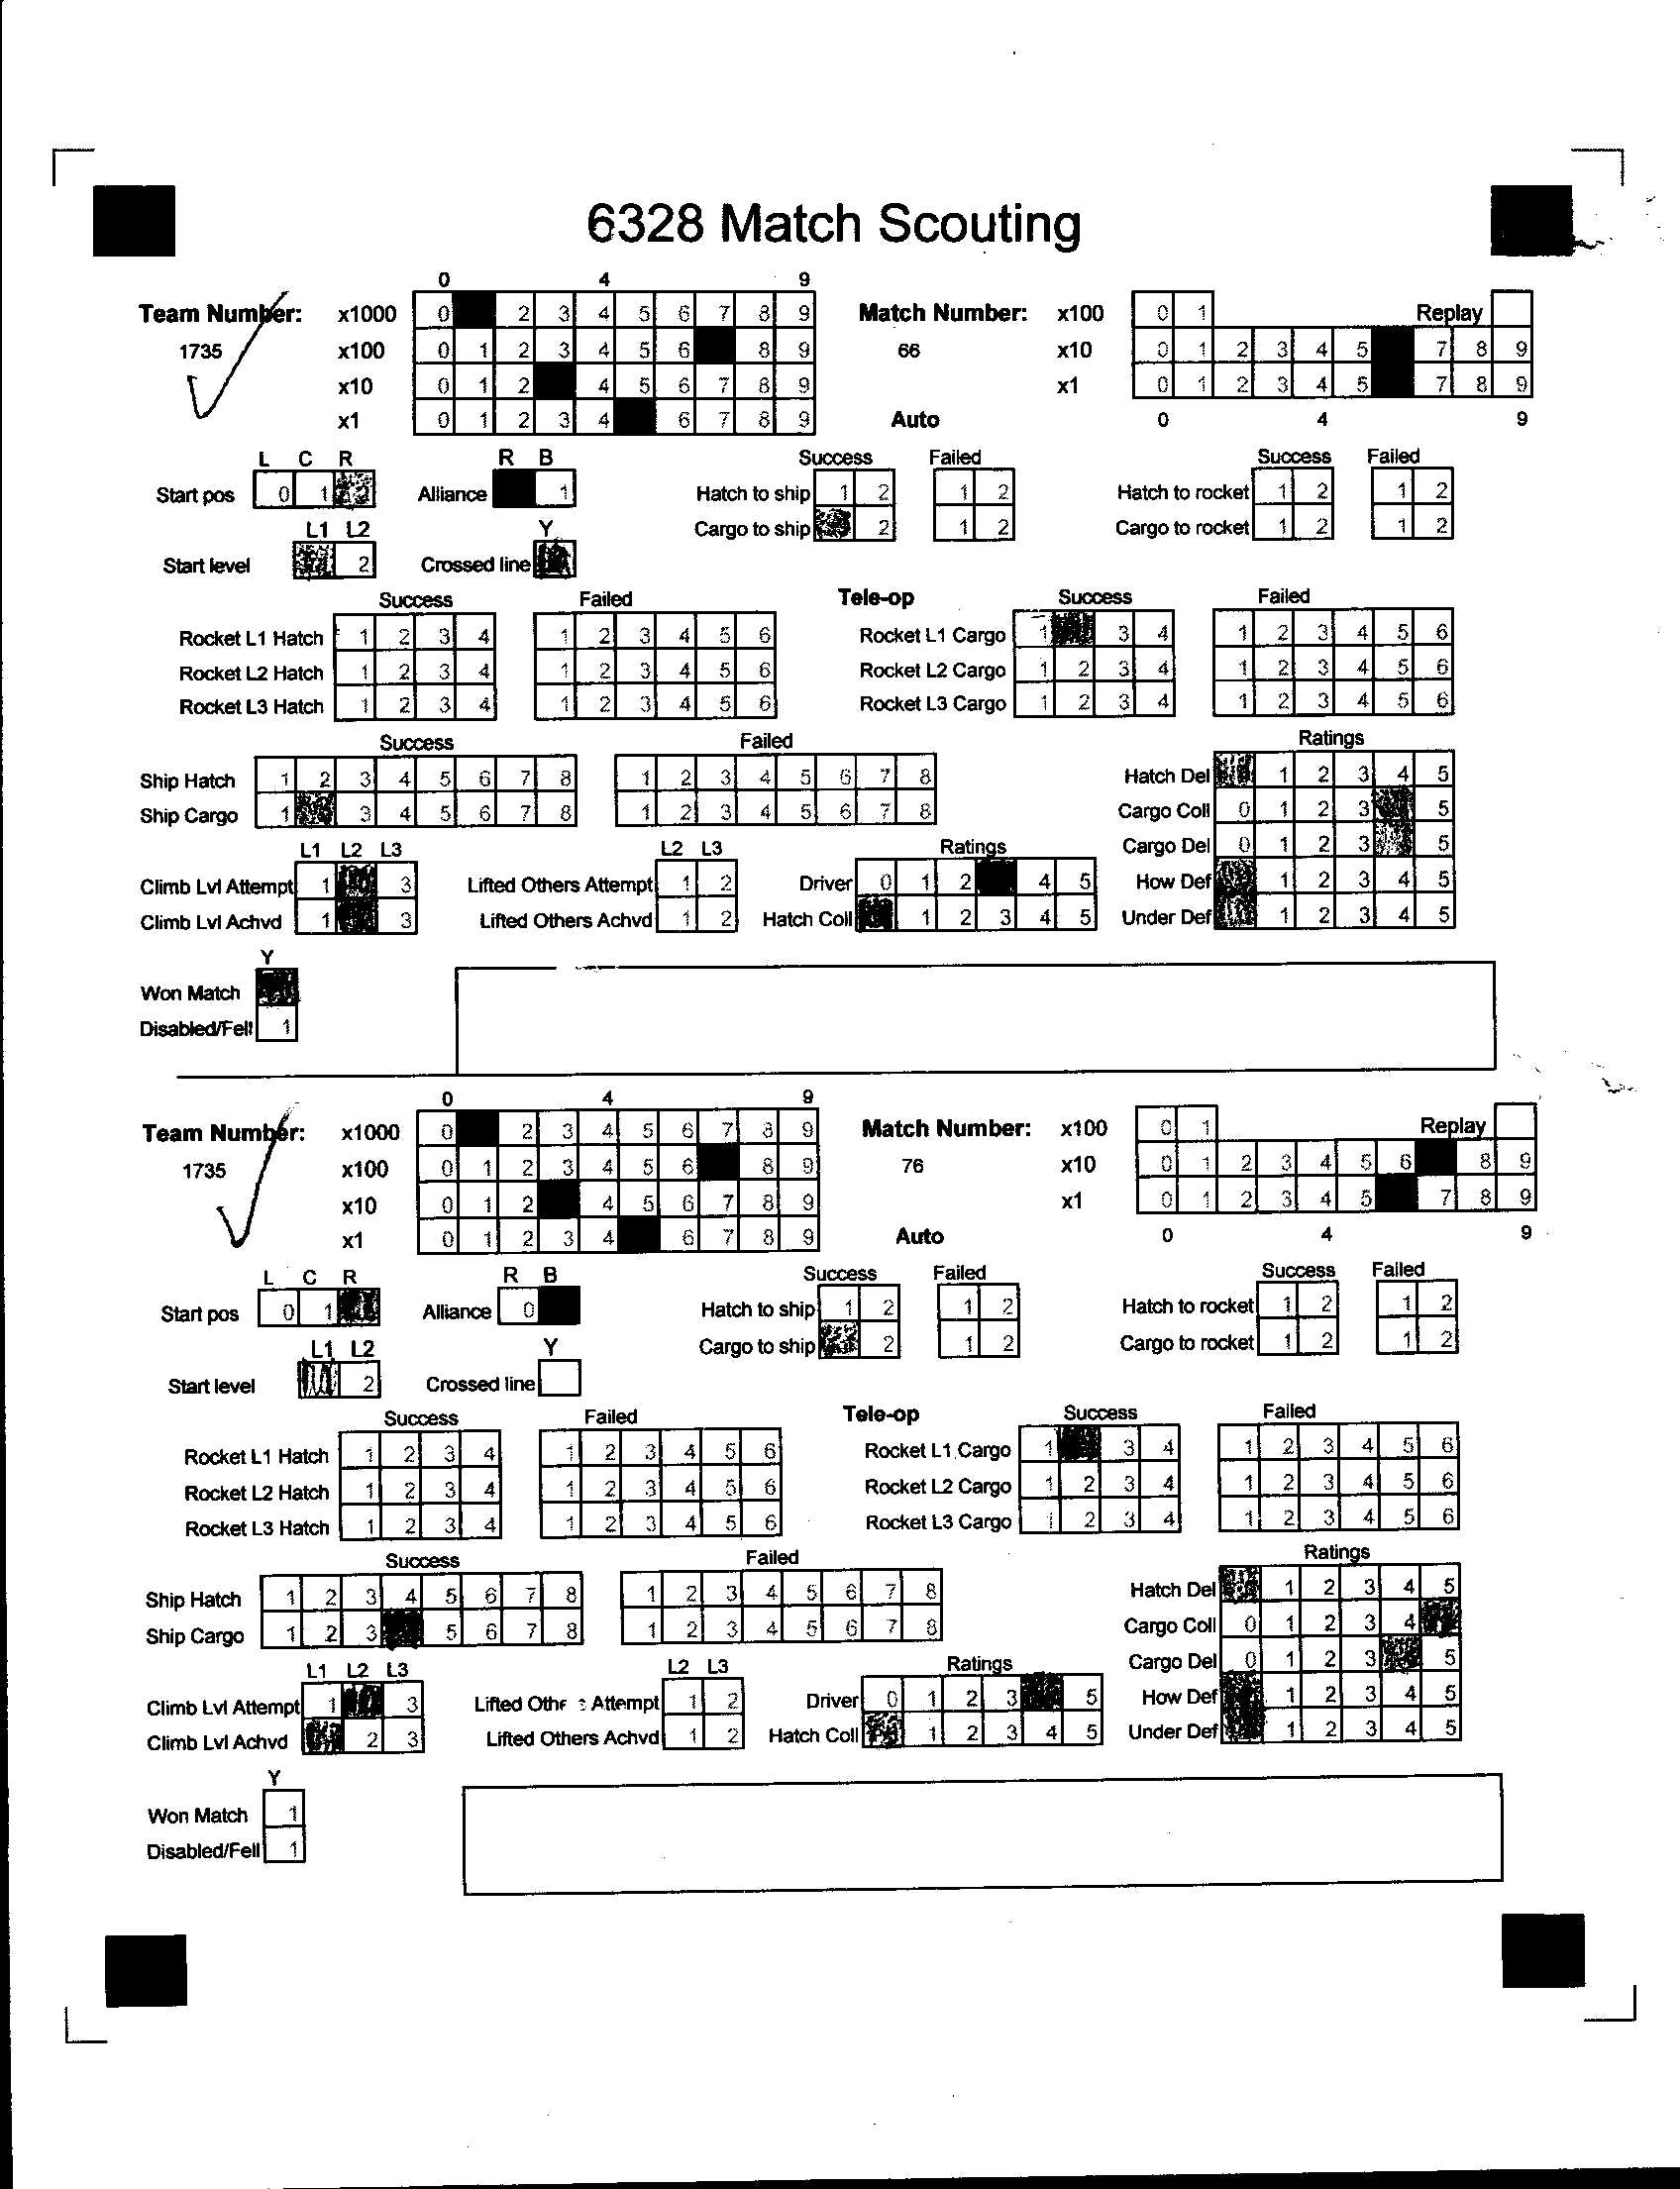 6328 Match Scouting
0 4 9
Team Number: x1000 0 2 3 4 5 6 7 8 9 Match Number: x100 0 1 Replay
1735 x100 0 1 2 3 4 5 6 8 9 66 x10 0 1 2 3 4 5 7 8 9
x10 0 1 2 4 5 6 7 8 9 x1 0 1 2 3 4 5 7 8 9
x1 0 1 2 3 4 6 7 8 9 Auto 0 4 9
L C R R B Success Failed Success Failed
Start pos 0 1 Alliance 1 Hatch to ship 1 2 1 2 Hatch to rocket 1 2 1 2
Cargo to ship 2 1 2 Cargo to rocket 1 2 1 2
L1 L2 Y
Start level 2 Crossed line
Success Failed Tele-op Success Failed
Rocket L1 Hatch 1 2 3 4 1 2 3 4 5 6 Rocket L1 Cargo 1 3 4 1 2 3 4 5 6
Rocket L2 Hatch 1 2 3 4 1 2 3 4 5 6 Rocket L2 Cargo 1 2 3 4 1 2 3 4 5 6
Rocket L3 Hatch 1 2 3 4 1 2 3 4 5 6 Rocket L3 Cargo 1 2 3 4 1 2 3 4 5 6
Success Failed Ratings
Ship Hatch 1 2 3 4 5 6 7 8 1 2 3 4 5 6 7 8 Hatch Del 1 2 3 4 5
Ship Cargo 1 3 4 5 6 7 8 1 2 3 4 5 6 7 8 Cargo Coll 0 1 2 3 5
L1 L2 L3 L2 L3 Ratings Cargo Del 0 1 2 3 5
Climb Lvl Attempt 1 3 Lifted Others Attempt 1 2 Driver 0 1 2 4 5 How Def 1 2 3 4 5
Climb Lvl Achvd 1 3 Lifted Others Achvd 1 2 Hatch Coll 1 2 3 4 5 Under Def 1 2 3 4 5
Y
Won Match
Disabled/Fell 1
0 4 9
Team Number: x1000 0 2 3 4 5 6 7 8 9 Match Number: x100 0 1 Replay
1735 x100 0 1 2 3 4 5 6 8 9 76 x10 0 1 2 3 4 5 6 8 9
x10 0 1 2 4 5 6 7 8 9 x1 0 1 2 3 4 5 7 8 9
x1 0 1 2 3 4 6 7 8 9 Auto 0 4 9
L C R R B Success Failed Success Failed
Start pos 0 1 Alliance 0 Hatch to ship 1 2 1 2 Hatch to rocket 1 2 1 2
Cargo to ship 2 1 2 Cargo to rocket 1 2 1 2
L1 L2 Y
Start level 2 Crossed line
Success Failed Tele-op Success Failed
Rocket L1 Hatch 1 2 3 4 1 2 3 4 5 6 Rocket L1 Cargo 1 3 4 1 2 3 4 5 6
Rocket L2 Hatch 1 2 3 4 1 2 3 4 5 6 Rocket L2 Cargo 1 2 3 4 1 2 3 4 5 6
Rocket L3 Hatch 1 2 3 4 1 2 3 4 5 6 Rocket L3 Cargo 1 2 3 4 1 2 3 4 5 6
Success Failed Ratings
Ship Hatch 1 2 3 4 5 6 7 8 1 2 3 4 5 6 7 8 Hatch Del 1 2 3 4 5
Ship Cargo 1 2 3 5 6 7 8 1 2 3 4 5 6 7 8 Cargo Coll 0 1 2 3 4
L1 L2 L3 L2 L3 Ratings Cargo Del 0 1 2 3 5
Climb Lvl Attempt 1 3 Lifted Attempt 1 2 Driver 0 1 2 3 5 How Def 1 2 3 4 5
Climb Lvl Achvd 2 3 Lifted Others Achvd 1 2 Hatch Coll 1 2 3 4 5 Under Def 1 2 3 4 5
Y
Won Match 1
Disabled/Fell 1